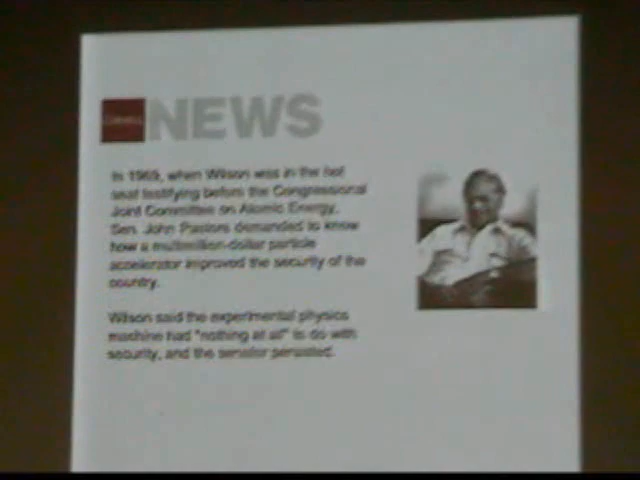 CORNELL NEWS
In 1969, when Wilson was in the hot
seat testifying before the Congressional
Joint Committee on Atomic Energy,
Sen. John Pastore demanded to know
how a multimillion-dollar particle
accelerator improved the security of the
country.
Wilson said the experimental physics
machine had "nothing at all" to do with
security, and the senator persisted.